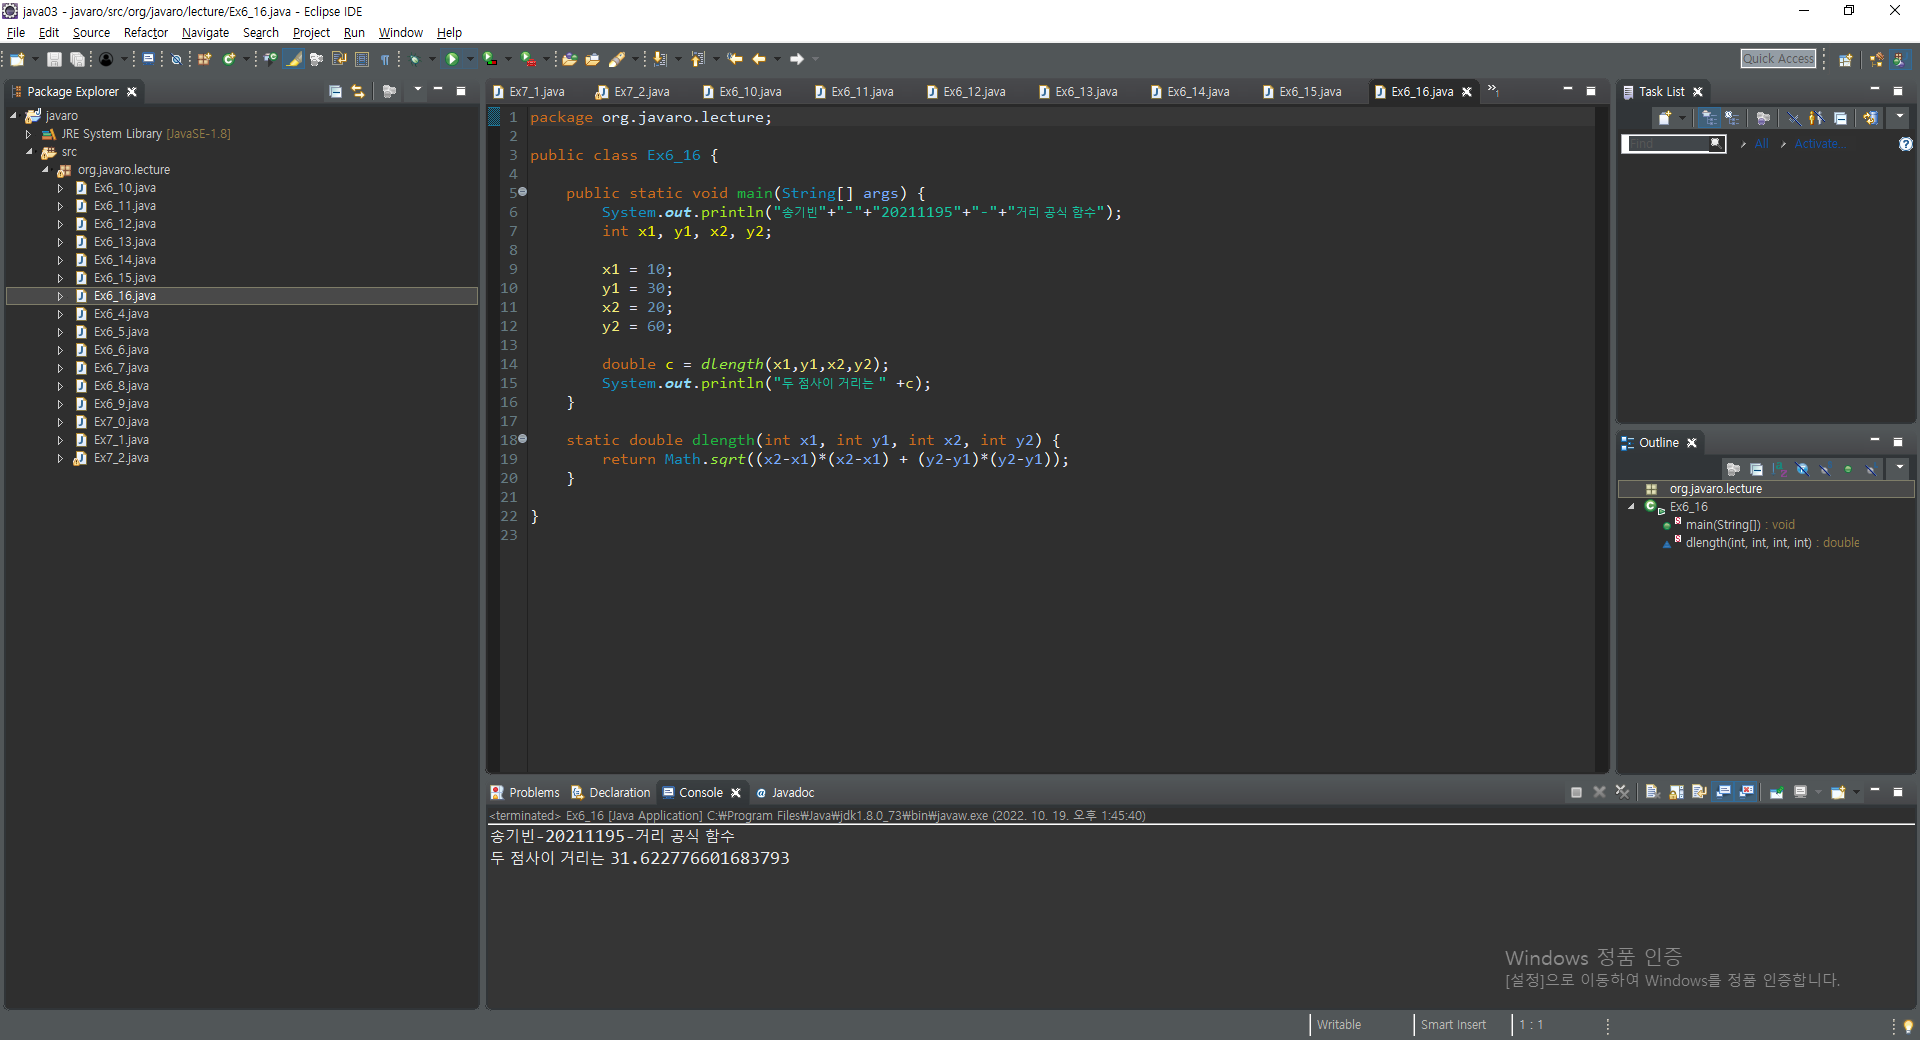 java03 - javaro/src/org/javaro/lecture/Ex6_16.java - Eclipse IDE
File Edit Source Refactor Navigate Search Project Run Window Help
Quick Access
Package Explorer
javaro
JRE System Library [JavaSE-1.8]
src
org.javaro.lecture
Ex6_10.java
Ex6_11.java
Ex6_12.java
Ex6_13.java
Ex6_14.java
Ex6_15.java
Ex6_16.java
Ex6_4.java
Ex6_5.java
Ex6_6.java
Ex6_7.java
Ex6_8.java
Ex6_9.java
Ex7_0.java
Ex7_1.java
Ex7_2.java
Ex7_1.java Ex7_2.java Ex6_10.java Ex6_11.java Ex6_12.java Ex6_13.java Ex6_14.java Ex6_15.java Ex6_16.java »1
1 package org.javaro.lecture;
2
3 public class Ex6_16 {
4
5 public static void main(String[] args) {
6 System.out.println("송기빈"+"-"+"20211195"+"-"+"거리 공식 함수");
7 int x1, y1, x2, y2;
8
9 x1 = 10;
10 y1 = 30;
11 x2 = 20;
12 y2 = 60;
13
14 double c = dlength(x1,y1,x2,y2);
15 System.out.println("두 점사이 거리는 " +c);
16 }
17
18 static double dlength(int x1, int y1, int x2, int y2) {
19 return Math.sqrt((x2-x1)*(x2-x1) + (y2-y1)*(y2-y1));
20 }
21
22 }
23
Task List
Find All Activate...
Outline
org.javaro.lecture
Ex6_16
main(String[]) : void
dlength(int, int, int, int) : double
Problems Declaration Console Javadoc
<terminated> Ex6_16 [Java Application] C:₩Program Files₩Java₩jdk1.8.0_73₩bin₩javaw.exe (2022. 10. 19. 오후 1:45:40)
송기빈-20211195-거리 공식 함수
두 점사이 거리는 31.622776601683793
Windows 정품 인증
[설정]으로 이동하여 Windows를 정품 인증합니다.
Writable Smart Insert 1 : 1